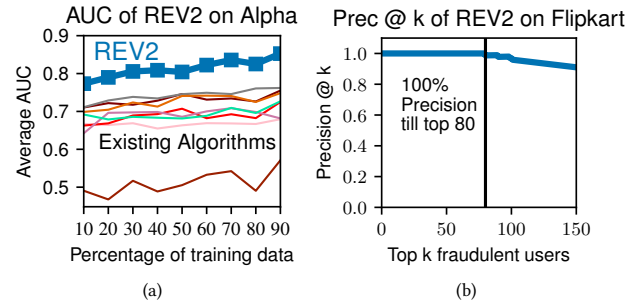 AUC of REV2 on Alpha
0.9
0.8
0.7
0.6
0.5
Average AUC
REV2
Existing Algorithms
10 20 30 40 50 60 70 80 90
Percentage of training data
(a)
Prec @ k of REV2 on Flipkart
1.0
0.8
0.6
0.4
0.2
0.0
Precision @ k
100%
Precision
till top 80
0 50 100 150
Top k fraudulent users
(b)